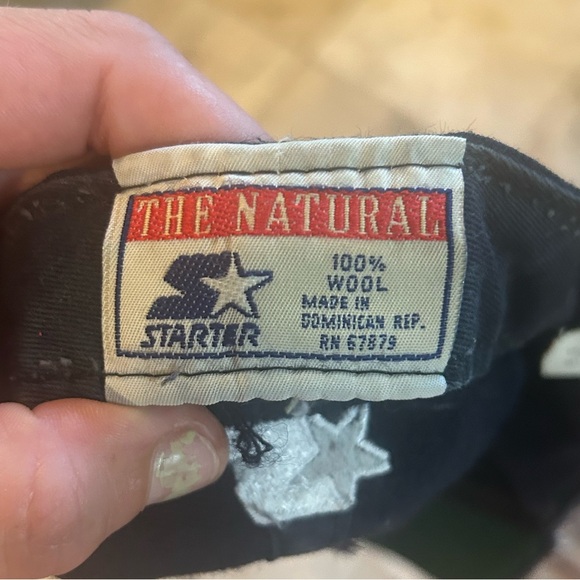 THE NATURAL
100%
WOOL
MADE IN
DOMINICAN REP.
RN 67879
STARTER